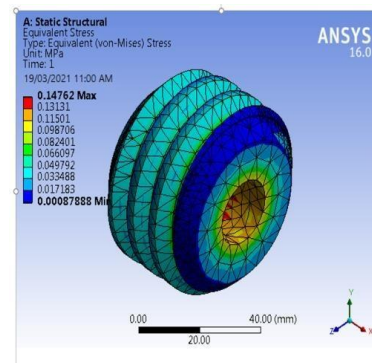 A: Static Structural
Equivalent Stress
Type: Equivalent (von-Mises) Stress
Unit: MPa
Time: 1
19/03/2021 11:00 AM
ANSYS
16.0
0.14762 Max
0.13131
0.11501
0.098706
0.082401
0.066097
0.049792
0.033488
0.017183
0.00087888 Mi
0.00
40.00 (mm)
20.00
Y
Z
X